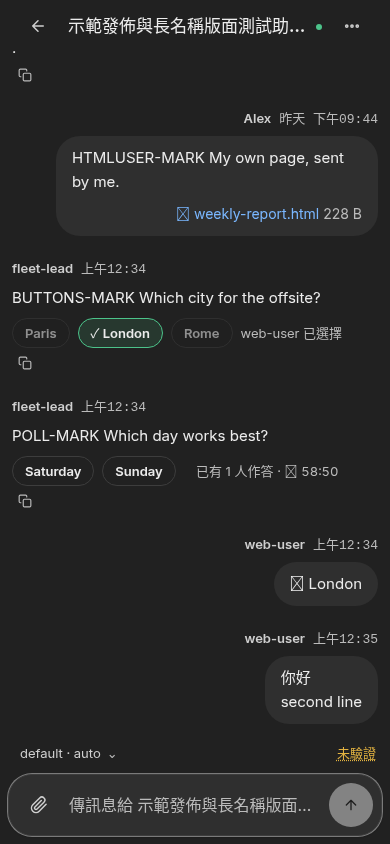 示範發佈與長名稱版面測試助...
.
Alex 昨天 下午09:44
HTMLUSER-MARK My own page, sent
by me.
weekly-report.html 228 B
fleet-lead 上午12:34
BUTTONS-MARK Which city for the offsite?
Paris ✓ London Rome web-user 已選擇
fleet-lead 上午12:34
POLL-MARK Which day works best?
Saturday Sunday 已有 1 人作答 · 58:50
web-user 上午12:34
London
web-user 上午12:35
你好
second line
default · auto
未驗證
傳訊息給 示範發佈與長名稱版面...